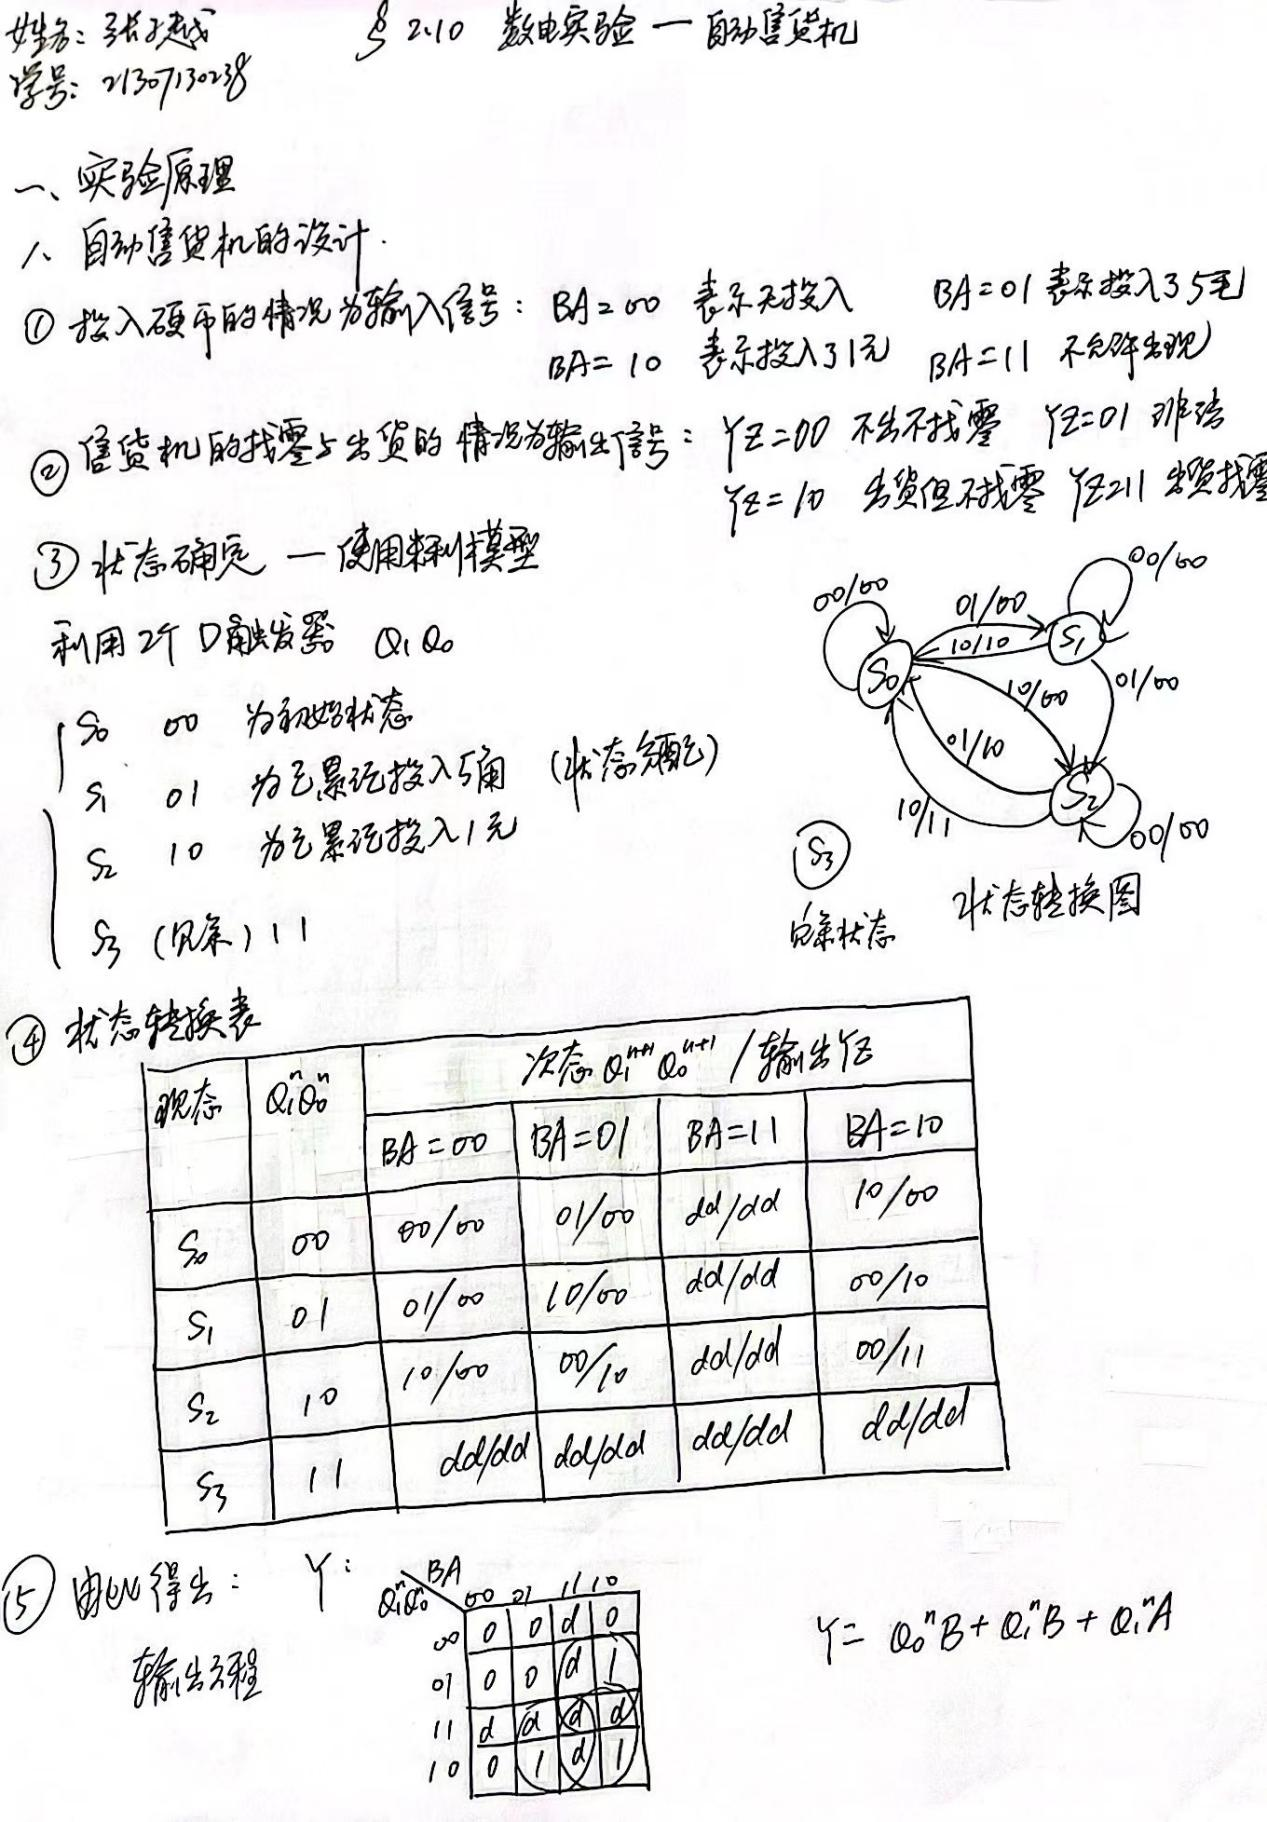 姓名: 张子越 § 2.10 数电实验一自动售货机
学号: 21307130238
一、实验原理
1、自动售货机的设计.
① 投入硬币的情况为输入信号: BA=00 表示无投入 BA=01 表示投入了5毛
BA=10 表示投入了1元 BA=11 不允许出现
② 售货机的找零与出货的情况为输出信号: YZ=00 不出不找零 YZ=01 非法
YZ=10 出货但不找零 YZ=11 出货找零
③ 状态确定 — 使用米利模型
利用2个D触发器 Q₁Q₀
S₀ 00 为初始状态
S₁ 01 为已累记投入5角 (状态分配)
S₂ 10 为已累记投入1元
S₃ (冗余) 11
00/00
01/00
00/00
S₀
10/10
S₁
10/00
01/00
01/10
10/11
S₂
00/00
S₃
冗余状态 状态转换图
④ 状态转换表
现态 Q₁ⁿQ₀ⁿ 次态 Q₁ⁿ⁺¹Q₀ⁿ⁺¹ / 输出YZ
BA=00 BA=01 BA=11 BA=10
S₀ 00 00/00 01/00 dd/dd 10/00
S₁ 01 01/00 10/00 dd/dd 00/10
S₂ 10 10/00 00/10 dd/dd 00/11
S₃ 11 dd/dd dd/dd dd/dd dd/dd
⑤ 由 得出: Y:
输出方程
BA
Q₁ⁿQ₀ⁿ 00 01 11 10
00 0 0 d 0
01 0 0 d 1
11 d d d d
10 0 1 d 1
Y= Q₀ⁿB + Q₁ⁿB + Q₁ⁿA